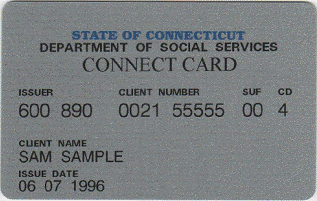 STATE OF CONNECTICUT
DEPARTMENT OF SOCIAL SERVICES
CONNECT CARD
ISSUER CLIENT NUMBER SUF CD
600 890 0021 55555 00 4
CLIENT NAME
SAM SAMPLE
ISSUE DATE
06 07 1996